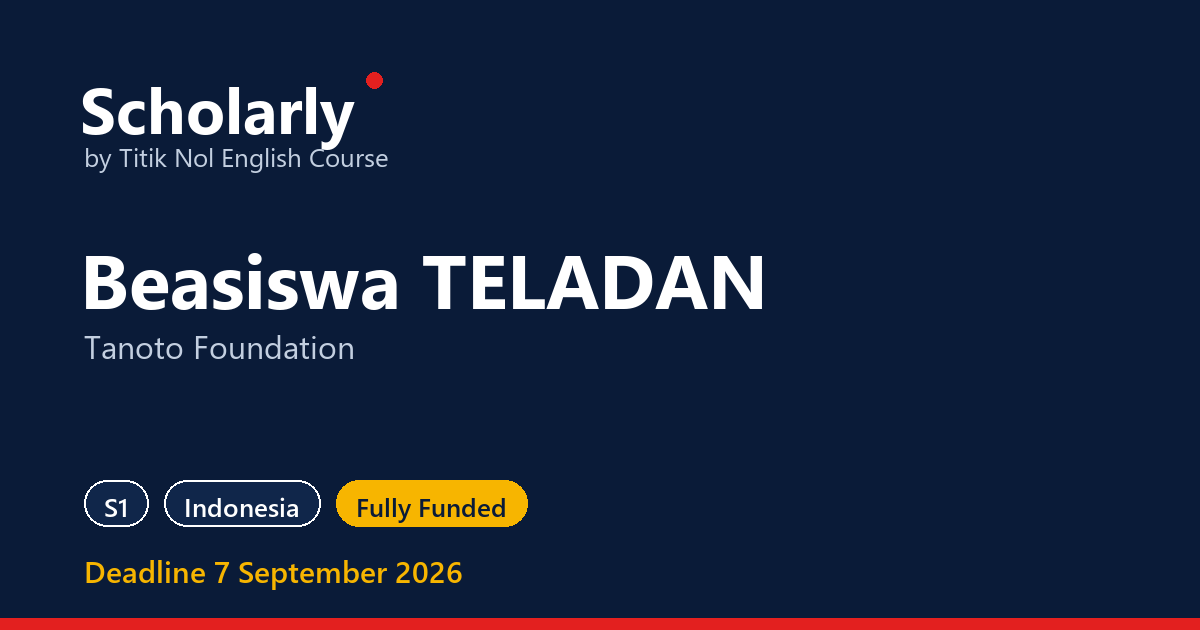 Scholarly
by Titik Nol English Course
Beasiswa TELADAN
Tanoto Foundation
S1 Indonesia Fully Funded
Deadline 7 September 2026